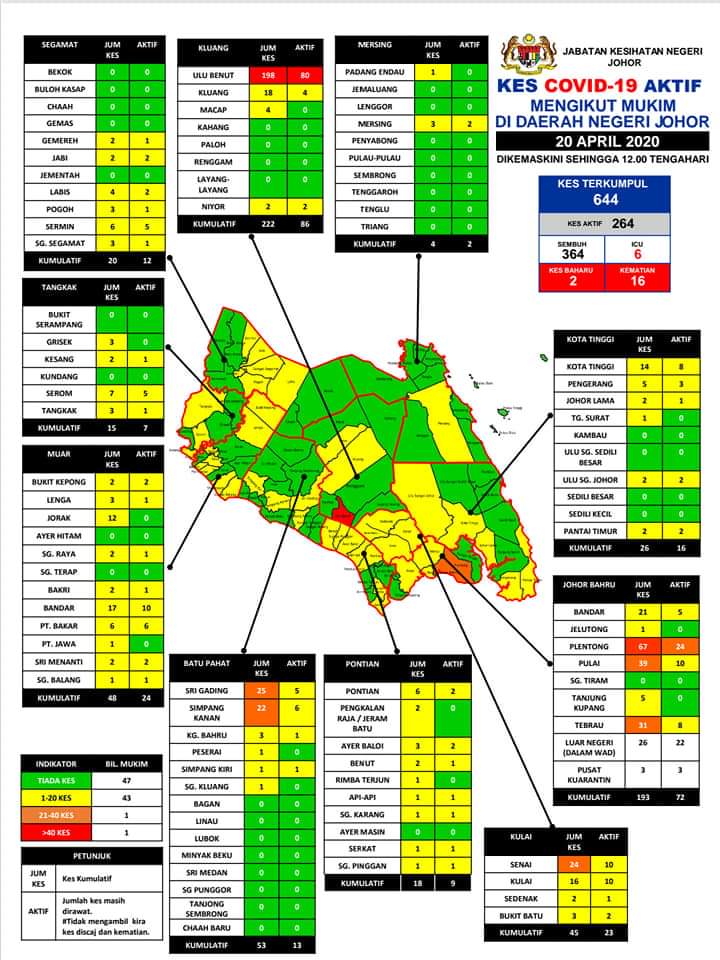 JABATAN KESIHATAN NEGERI
JOHOR
KES COVID-19 AKTIF
MENGIKUT MUKIM
DI DAERAH NEGERI JOHOR
20 APRIL 2020
DIKEMASKINI SEHINGGA 12.00 TENGAHARI
KES TERKUMPUL
644
KES AKTIF 264
SEMBUH ICU
364 6
KES BAHARU KEMATIAN
2 16
SEGAMAT JUM KES AKTIF
BEKOK 0 0
BULOH KASAP 0 0
CHAAH 0 0
GEMAS 0 0
GEMEREH 2 1
JABI 2 2
JEMENTAH 0 0
LABIS 4 2
POGOH 3 1
SERMIN 6 5
SG. SEGAMAT 3 1
KUMULATIF 20 12
KLUANG JUM KES AKTIF
ULU BENUT 198 80
KLUANG 18 4
MACAP 4 0
KAHANG 0 0
PALOH 0 0
RENGGAM 0 0
LAYANG-
LAYANG 0 0
NIYOR 2 2
KUMULATIF 222 86
MERSING JUM KES AKTIF
PADANG ENDAU 1 0
JEMALUANG 0 0
LENGGOR 0 0
MERSING 3 2
PENYABONG 0 0
PULAU-PULAU 0 0
SEMBRONG 0 0
TENGGAROH 0 0
TENGLU 0 0
TRIANG 0 0
KUMULATIF 4 2
TANGKAK JUM KES AKTIF
BUKIT
SERAMPANG 0 0
GRISEK 3 0
KESANG 2 1
KUNDANG 0 0
SEROM 7 5
TANGKAK 3 1
KUMULATIF 15 7
MUAR JUM KES AKTIF
BUKIT KEPONG 2 2
LENGA 3 1
JORAK 12 0
AYER HITAM 0 0
SG. RAYA 2 1
SG. TERAP 0 0
BAKRI 2 1
BANDAR 17 10
PT. BAKAR 6 6
PT. JAWA 1 0
SRI MENANTI 2 2
SG. BALANG 1 1
KUMULATIF 48 24
KOTA TINGGI JUM KES AKTIF
KOTA TINGGI 14 8
PENGERANG 5 3
JOHOR LAMA 2 1
TG. SURAT 1 0
KAMBAU 0 0
ULU SG. SEDILI
BESAR 0 0
ULU SG. JOHOR 2 2
SEDILI BESAR 0 0
SEDILI KECIL 0 0
PANTAI TIMUR 2 2
KUMULATIF 26 16
JOHOR BAHRU JUM KES AKTIF
BANDAR 21 5
JELUTONG 1 0
PLENTONG 67 24
PULAI 39 10
SG. TIRAM 0 0
TANJUNG
KUPANG 5 0
TEBRAU 31 8
LUAR NEGERI
(DALAM WAD) 26 22
PUSAT
KUARANTIN 3 3
KUMULATIF 193 72
BATU PAHAT JUM KES AKTIF
SRI GADING 25 5
SIMPANG
KANAN 22 6
KG. BAHRU 3 1
PESERAI 1 0
SIMPANG KIRI 1 1
SG. KLUANG 1 0
BAGAN 0 0
LINAU 0 0
LUBOK 0 0
MINYAK BEKU 0 0
SRI MEDAN 0 0
SG PUNGGOR 0 0
TANJONG
SEMBRONG 0 0
CHAAH BARU 0 0
KUMULATIF 53 13
PONTIAN JUM KES AKTIF
PONTIAN 6 2
PENGKALAN
RAJA / JERAM
BATU 2 0
AYER BALOI 3 2
BENUT 2 1
RIMBA TERJUN 1 0
API-API 1 1
SG. KARANG 1 1
AYER MASIN 0 0
SERKAT 1 1
SG. PINGGAN 1 1
KUMULATIF 18 9
KULAI JUM KES AKTIF
SENAI 24 10
KULAI 16 10
SEDENAK 2 1
BUKIT BATU 3 2
KUMULATIF 45 23
INDIKATOR BIL. MUKIM
TIADA KES 47
1-20 KES 43
21-40 KES 1
>40 KES 1
PETUNJUK
JUM KES Kes Kumulatif
AKTIF Jumlah kes masih
dirawat.
#Tidak mengambil kira
kes discaj dan kematian.